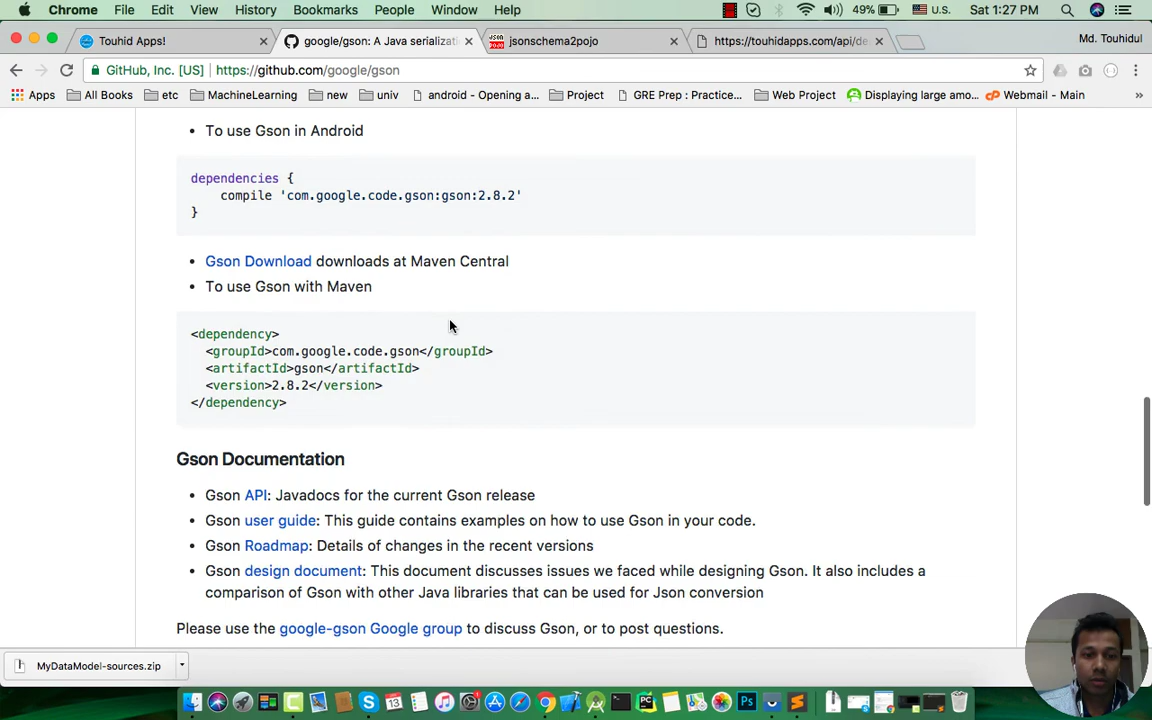 Chrome File Edit View History Bookmarks People Window Help 49% U.S. Sat 1:27 PM
Touhid Apps! google/gson: A Java serializati jsonschema2pojo https://touhidapps.com/api/de Md. Touhidul
GitHub, Inc. [US] https://github.com/google/gson
Apps All Books etc MachineLearning new univ android - Opening a... Project GRE Prep : Practice... Web Project Displaying large amo... Webmail - Main »
• To use Gson in Android
dependencies {
compile 'com.google.code.gson:gson:2.8.2'
}
• Gson Download downloads at Maven Central
• To use Gson with Maven
<dependency>
<groupId>com.google.code.gson</groupId>
<artifactId>gson</artifactId>
<version>2.8.2</version>
</dependency>
Gson Documentation
• Gson API: Javadocs for the current Gson release
• Gson user guide: This guide contains examples on how to use Gson in your code.
• Gson Roadmap: Details of changes in the recent versions
• Gson design document: This document discusses issues we faced while designing Gson. It also includes a
comparison of Gson with other Java libraries that can be used for Json conversion
Please use the google-gson Google group to discuss Gson, or to post questions.
MyDataModel-sources.zip